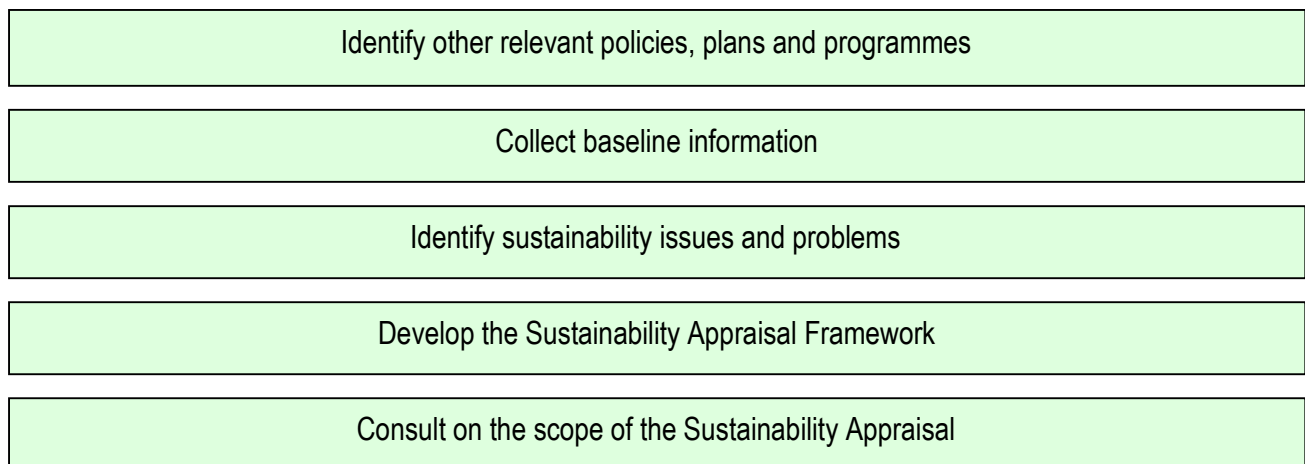 Identify other relevant policies, plans and programmes
Collect baseline information
Identify sustainability issues and problems
Develop the Sustainability Appraisal Framework
Consult on the scope of the Sustainability Appraisal